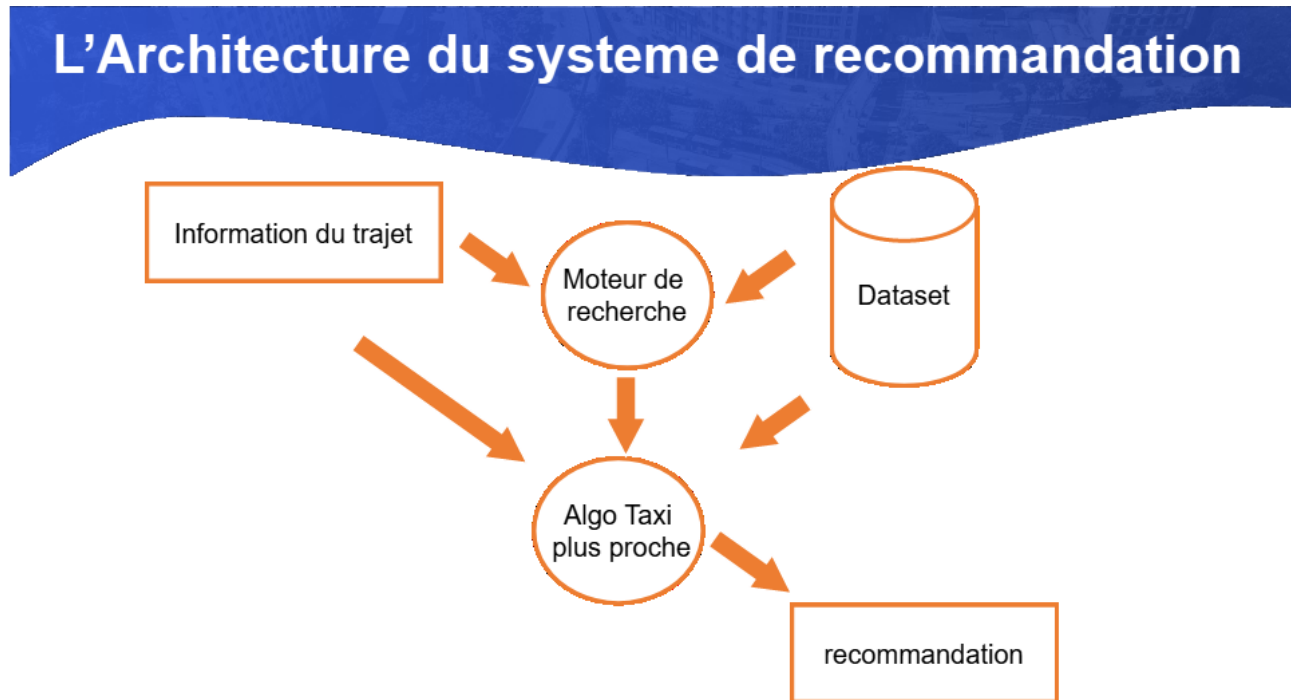 L’Architecture du systeme de recommandation
Information du trajet
Moteur de
recherche
Dataset
Algo Taxi
plus proche
recommandation